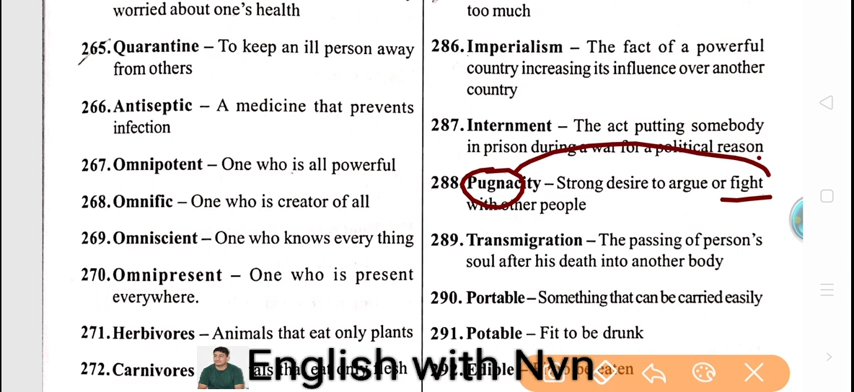 worried about one's health
265. Quarantine – To keep an ill person away
from others
266. Antiseptic – A medicine that prevents
infection
267. Omnipotent – One who is all powerful
268. Omnific – One who is creator of all
269. Omniscient – One who knows every thing
270. Omnipresent – One who is present
everywhere.
271. Herbivores – Animals that eat only plants
272. Carnivores
too much
286. Imperialism – The fact of a powerful
country increasing its influence over another
country
287. Internment – The act putting somebody
in prison during a war for a political reason
288. Pugnacity – Strong desire to argue or fight
with other people
289. Transmigration – The passing of person's
soul after his death into another body
290. Portable – Something that can be carried easily
291. Potable – Fit to be drunk
292. Edible
English with Nvn